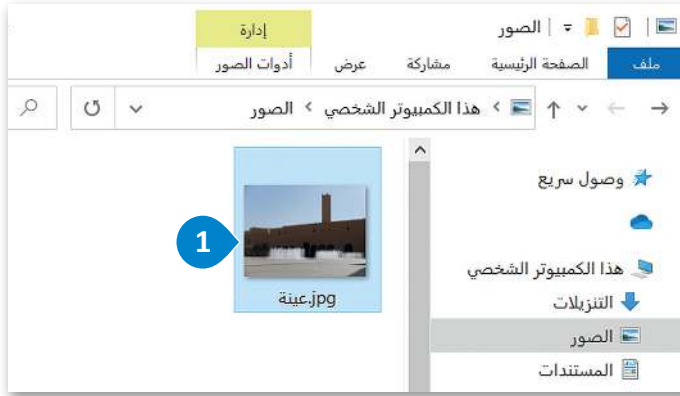 الصور
إدارة
ملف
الصفحة الرئيسية
مشاركة
عرض
أدوات الصور
هذا الكمبيوتر الشخصي
الصور
وصول سريع
هذا الكمبيوتر الشخصي
التنزيلات
الصور
المستندات
1
عينة.jpg